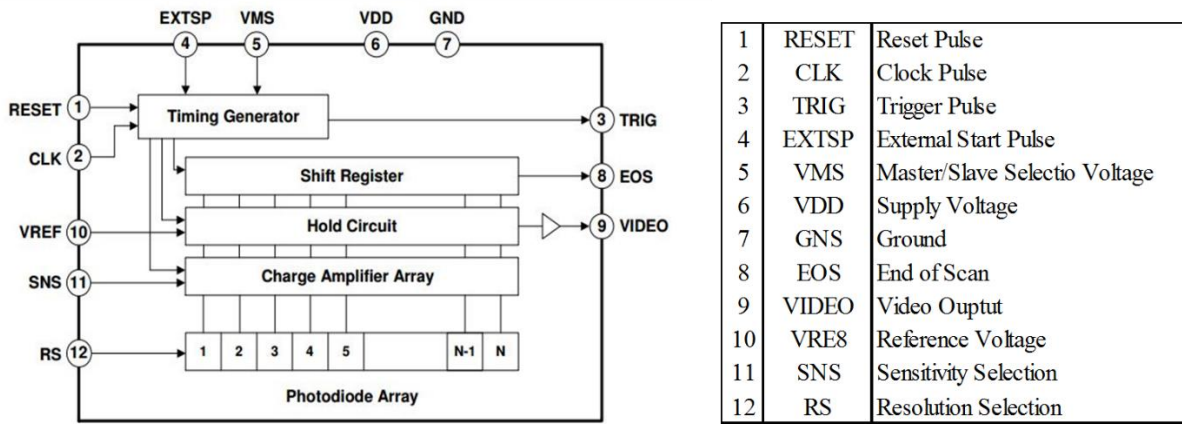 EXTSP VMS VDD GND
4 5 6 7
RESET 1
Timing Generator
3 TRIG
CLK 2
Shift Register
8 EOS
Hold Circuit
9 VIDEO
VREF 10
Charge Amplifier Array
SNS 11
RS 12
1 2 3 4 5 N-1 N
Photodiode Array
1 RESET Reset Pulse
2 CLK Clock Pulse
3 TRIG Trigger Pulse
4 EXTSP External Start Pulse
5 VMS Master/Slave Selectio Voltage
6 VDD Supply Voltage
7 GNS Ground
8 EOS End of Scan
9 VIDEO Video Ouptut
10 VRE8 Reference Voltage
11 SNS Sensitivity Selection
12 RS Resolution Selection